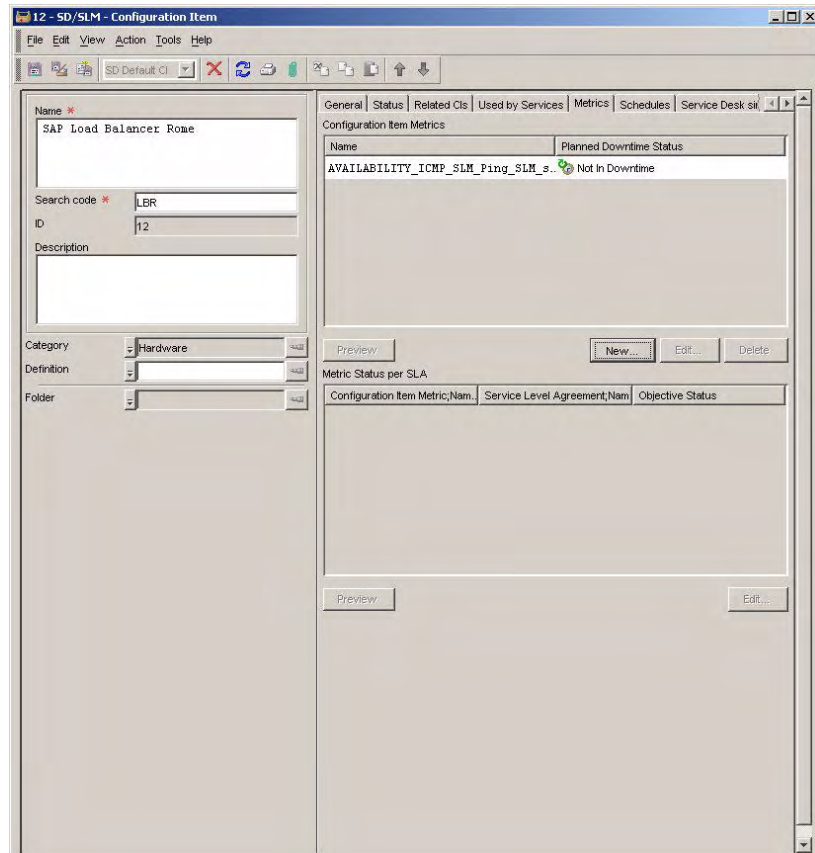 12 - SD/SLM - Configuration Item
File Edit View Action Tools Help
SD Default CI
Name *
SAP Load Balancer Rome
Search code * LBR
ID 12
Description
Category Hardware
Definition
Folder
General Status Related CIs Used by Services Metrics Schedules Service Desk
Configuration Item Metrics
Name Planned Downtime Status
AVAILABILITY_ICMP_SLM_Ping_SLM_s.. Not In Downtime
Preview New... Edit... Delete
Metric Status per SLA
Configuration Item Metric;Nam.. Service Level Agreement;Nam Objective Status
Preview Edit...